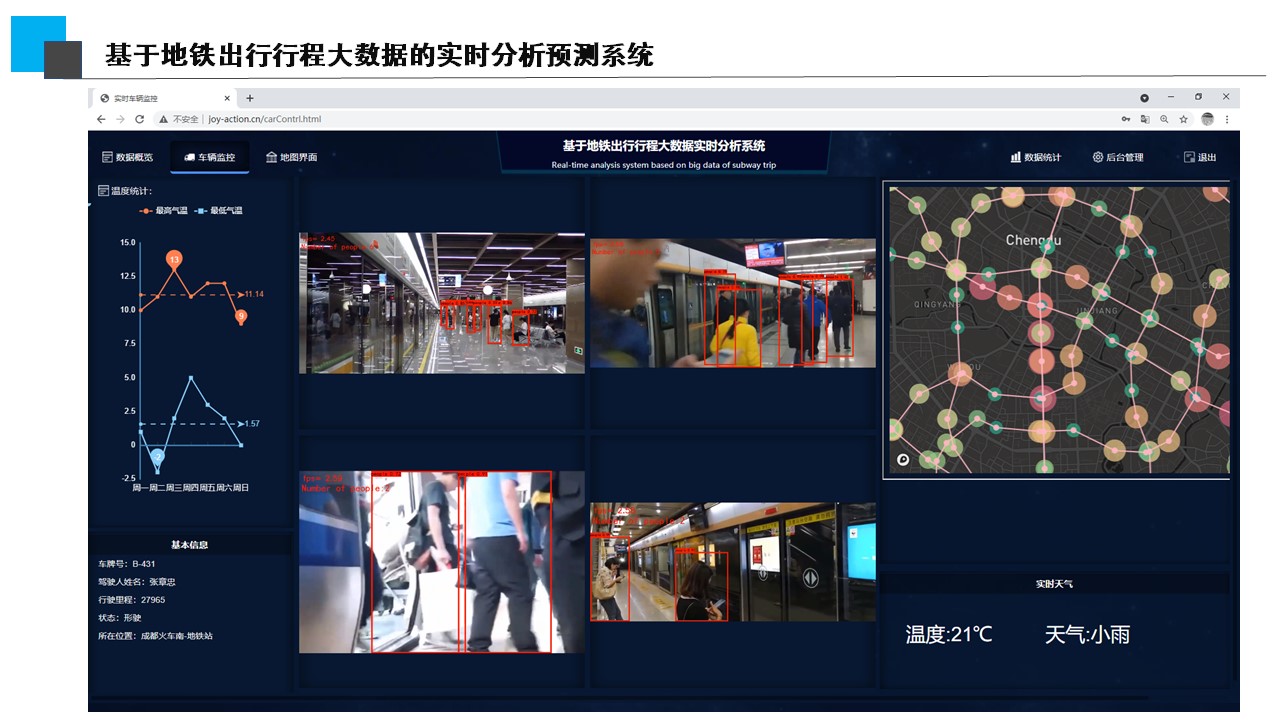 基于地铁出行行程大数据的实时分析预测系统
实时车辆监控
不安全 | joy-action.cn/carContrl.html
数据概览 车辆监控 地图界面
基于地铁出行行程大数据实时分析系统
Real-time analysis system based on big data of subway trip
数据统计 后台管理 退出
温度统计:
最高气温 最低气温
15.0
13
12.5
11.14
10.0
9
7.5
5.0
2.5
1.57
0
-2
-2.5
周一周二周三周四周五周六周日
基本信息
车牌号: B-431
驾驶人姓名: 张章忠
行驶里程: 27965
状态: 形驶
所在位置: 成都火车南-地铁站
fps= 2.45
Number of people:
Number of people:
fps= 2.59
Number of people:2
Number of people:2
Chengdu
QINGYANG
JINJIANG
实时天气
温度:21℃ 天气:小雨